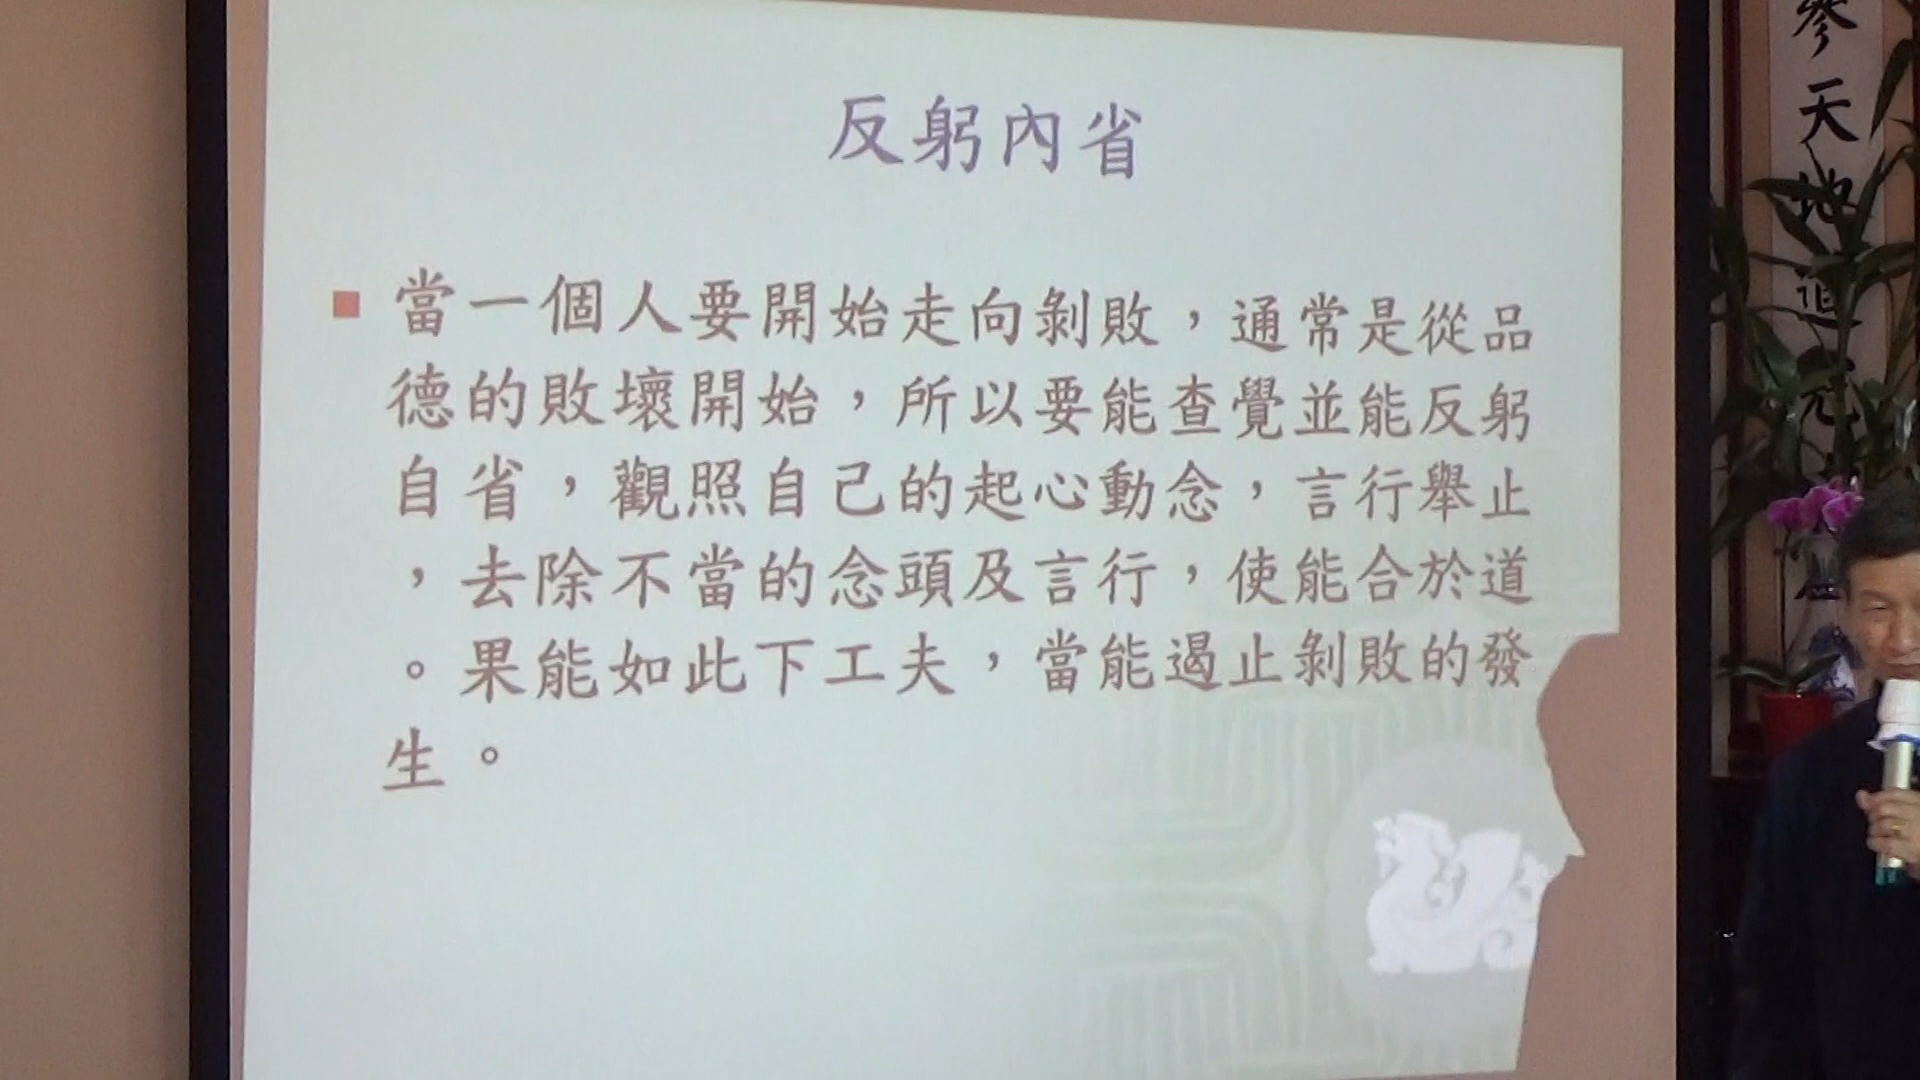 反躬內省
當一個人要開始走向剝敗，通常是從品
德的敗壞開始，所以要能查覺並能反躬
自省，觀照自己的起心動念，言行舉止
，去除不當的念頭及言行，使能合於道
。果能如此下工夫，當能遏止剝敗的發
生。
參天地道